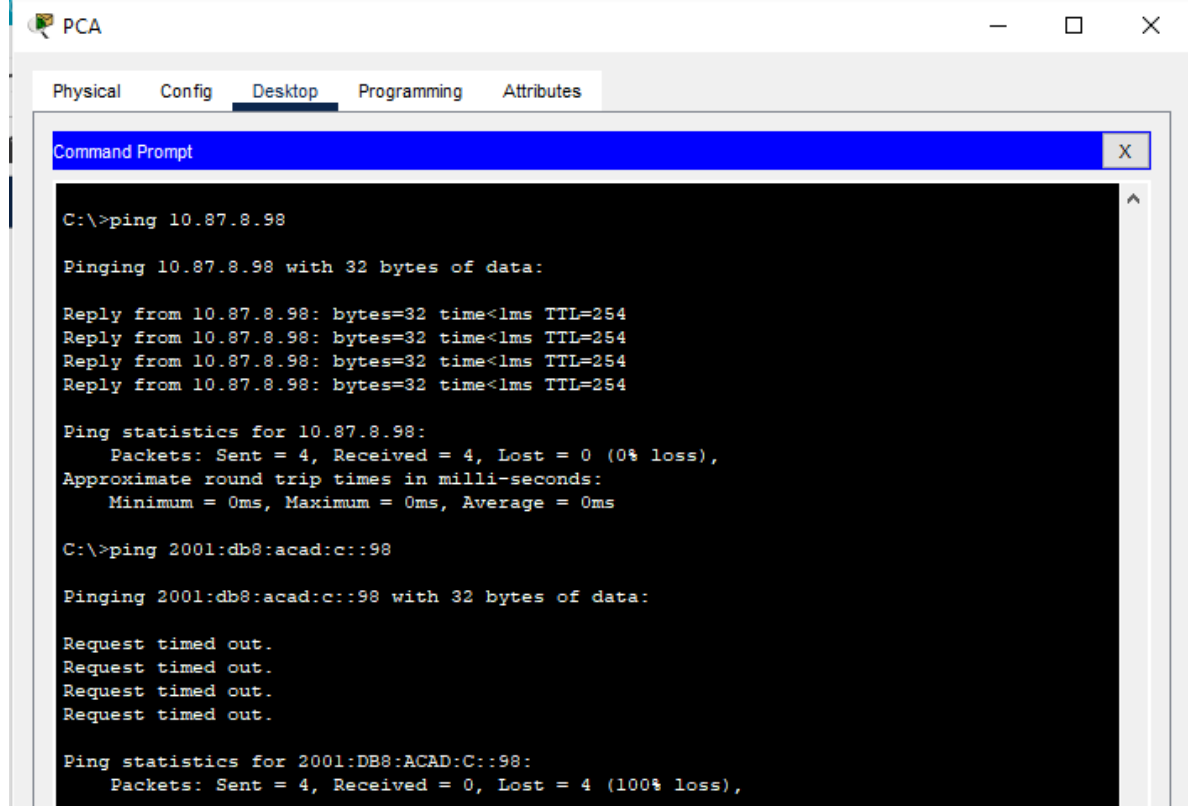 PCA
Physical Config Desktop Programming Attributes
Command Prompt
X
C:\>ping 10.87.8.98
Pinging 10.87.8.98 with 32 bytes of data:
Reply from 10.87.8.98: bytes=32 time<1ms TTL=254
Reply from 10.87.8.98: bytes=32 time<1ms TTL=254
Reply from 10.87.8.98: bytes=32 time<1ms TTL=254
Reply from 10.87.8.98: bytes=32 time<1ms TTL=254
Ping statistics for 10.87.8.98:
Packets: Sent = 4, Received = 4, Lost = 0 (0% loss),
Approximate round trip times in milli-seconds:
Minimum = 0ms, Maximum = 0ms, Average = 0ms
C:\>ping 2001:db8:acad:c::98
Pinging 2001:db8:acad:c::98 with 32 bytes of data:
Request timed out.
Request timed out.
Request timed out.
Request timed out.
Ping statistics for 2001:DB8:ACAD:C::98:
Packets: Sent = 4, Received = 0, Lost = 4 (100% loss),